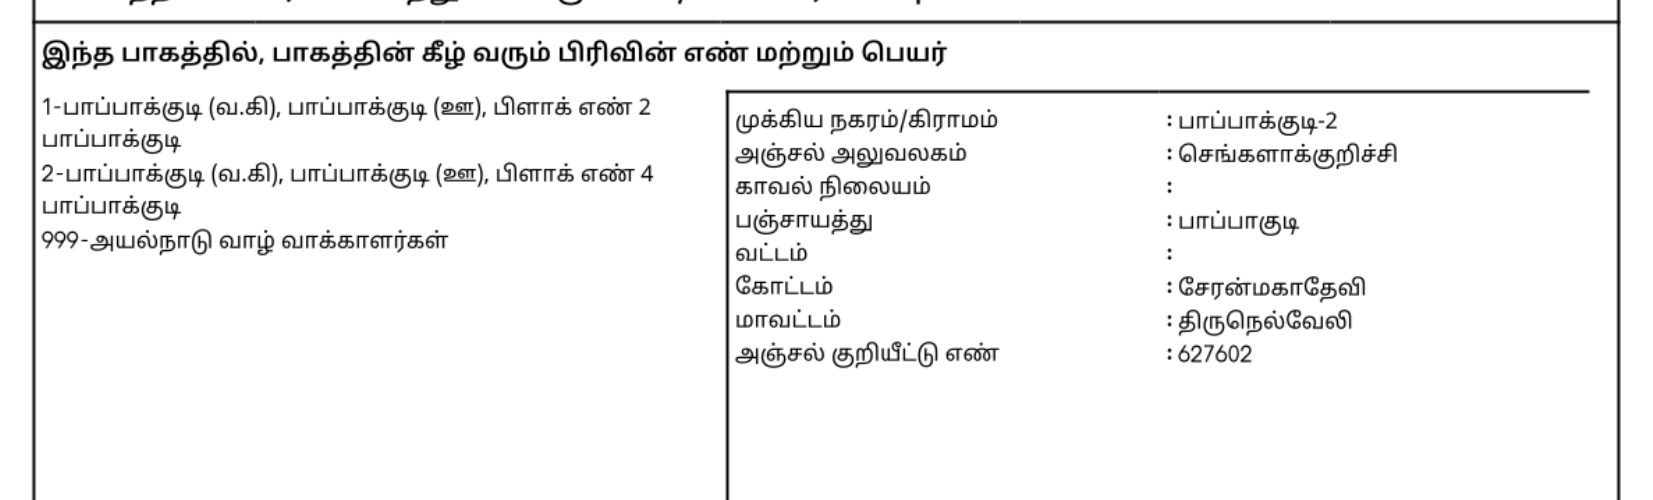 இந்த பாகத்தில், பாகத்தின் கீழ் வரும் பிரிவின் எண் மற்றும் பெயர்
1-பாப்பாக்குடி (வ.கி), பாப்பாக்குடி (ஊ), பிளாக் எண் 2
பாப்பாக்குடி
2-பாப்பாக்குடி (வ.கி), பாப்பாக்குடி (ஊ), பிளாக் எண் 4
பாப்பாக்குடி
999-அயல்நாடு வாழ் வாக்காளர்கள்
முக்கிய நகரம்/கிராமம் : பாப்பாக்குடி-2
அஞ்சல் அலுவலகம் : செங்களாக்குறிச்சி
காவல் நிலையம் :
பஞ்சாயத்து : பாப்பாகுடி
வட்டம் :
கோட்டம் : சேரன்மகாதேவி
மாவட்டம் : திருநெல்வேலி
அஞ்சல் குறியீட்டு எண் : 627602